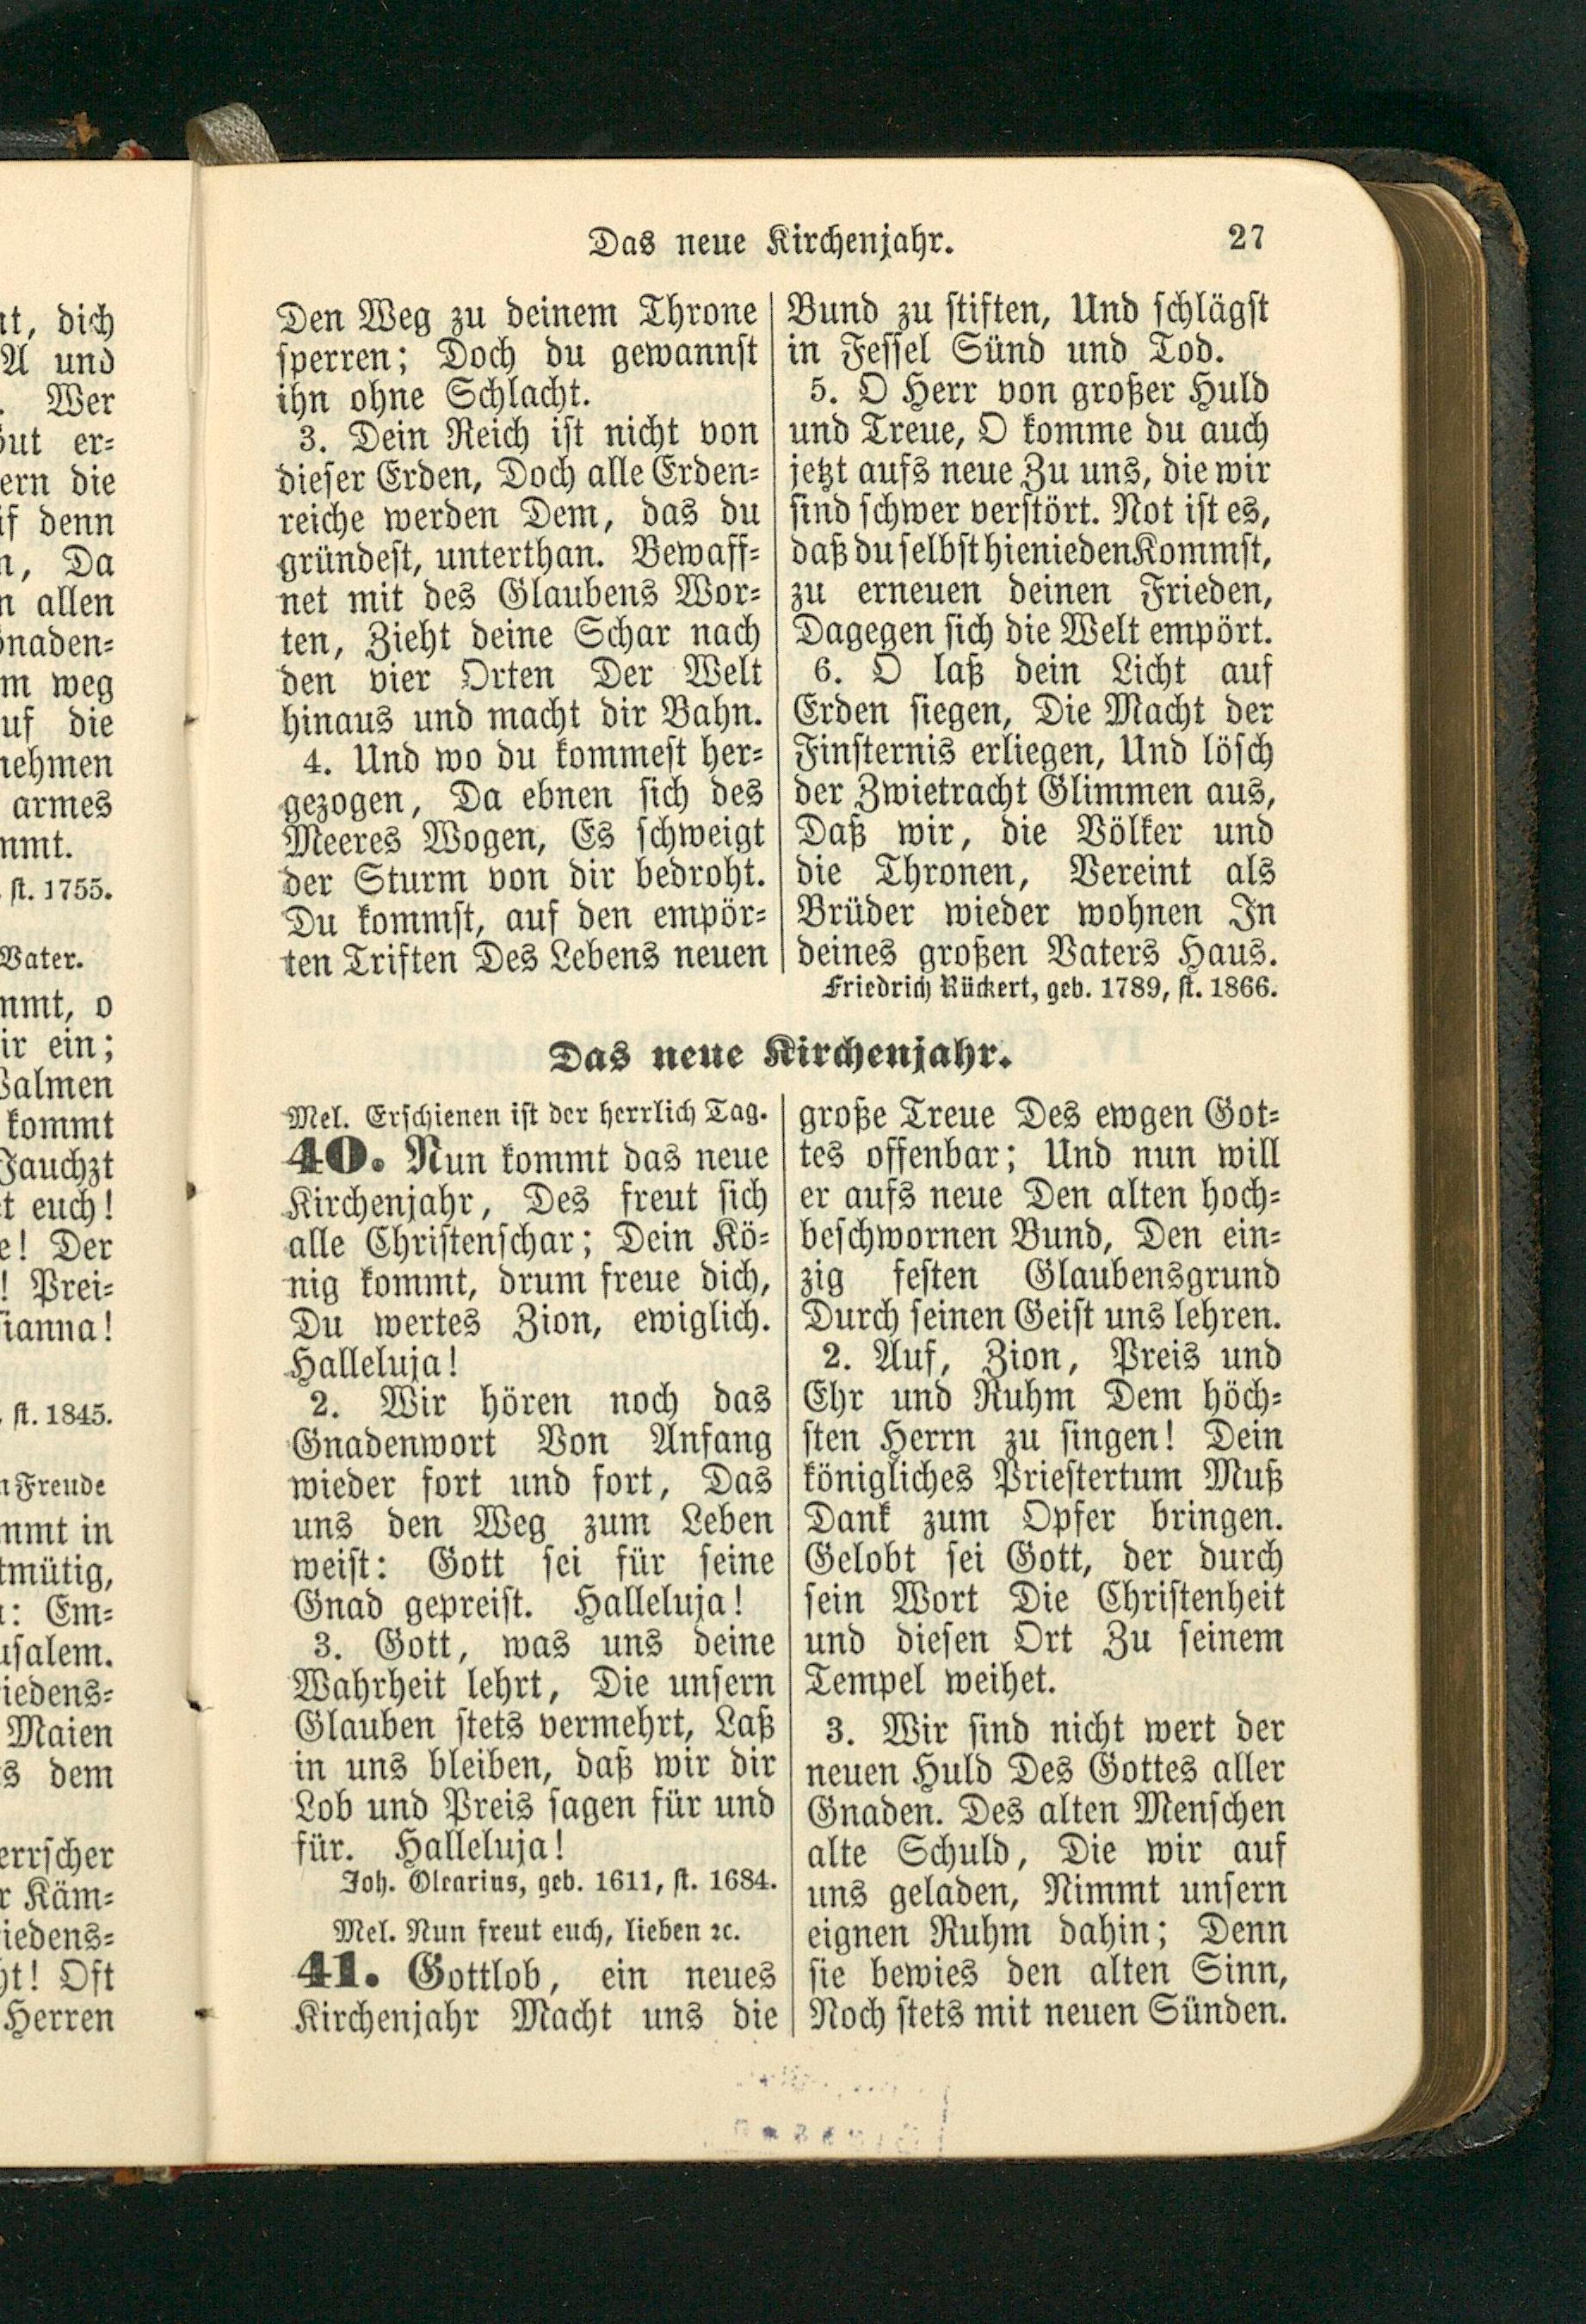 Das neue Kirchenjahr. 27
Den Weg zu deinem Throne
sperren; Doch du gewannst
ihn ohne Schlacht.
3. Dein Reich ist nicht von
dieser Erden, Doch alle Erden-
reiche werden Dem, das du
gründest, unterthan. Bewaff-
net mit des Glaubens Wor-
ten, Zieht deine Schar nach
den vier Orten Der Welt
hinaus und macht dir Bahn.
4. Und wo du kommest her-
gezogen, Da ebnen sich des
Meeres Wogen, Es schweigt
der Sturm von dir bedroht.
Du kommst, auf den empör-
ten Triften Des Lebens neuen
Bund zu stiften, Und schlägst
in Fessel Sünd und Tod.
5. O Herr von großer Huld
und Treue, O komme du auch
jetzt aufs neue Zu uns, die wir
sind schwer verstört. Not ist es,
daß du selbst hienieden Kommst,
zu erneuen deinen Frieden,
Dagegen sich die Welt empört.
6. O laß dein Licht auf
Erden siegen, Die Macht der
Finsternis erliegen, Und lösch
der Zwietracht Glimmen aus,
Daß wir, die Völker und
die Thronen, Vereint als
Brüder wieder wohnen In
deines großen Vaters Haus.
Friedrich Rückert, geb. 1789, st. 1866.
Das neue Kirchenjahr.
Mel. Erschienen ist der herrlich Tag.
40. Nun kommt das neue
Kirchenjahr, Des freut sich
alle Christenschar; Dein Kö-
nig kommt, drum freue dich,
Du wertes Zion, ewiglich.
Halleluja!
2. Wir hören noch das
Gnadenwort Von Anfang
wieder fort und fort, Das
uns den Weg zum Leben
weist: Gott sei für seine
Gnad gepreist. Halleluja!
3. Gott, was uns deine
Wahrheit lehrt, Die unsern
Glauben stets vermehrt, Laß
in uns bleiben, daß wir dir
Lob und Preis sagen für und
für. Halleluja!
Joh. Olearius, geb. 1611, st. 1684.
Mel. Nun freut euch, lieben ꝛc.
41. Gottlob, ein neues
Kirchenjahr Macht uns die
große Treue Des ewgen Got-
tes offenbar; Und nun will
er aufs neue Den alten hoch-
beschwornen Bund, Den ein-
zig festen Glaubensgrund
Durch seinen Geist uns lehren.
2. Auf, Zion, Preis und
Ehr und Ruhm Dem höch-
sten Herrn zu singen! Dein
königliches Priestertum Muß
Dank zum Opfer bringen.
Gelobt sei Gott, der durch
sein Wort Die Christenheit
und diesen Ort Zu seinem
Tempel weihet.
3. Wir sind nicht wert der
neuen Huld Des Gottes aller
Gnaden. Des alten Menschen
alte Schuld, Die wir auf
uns geladen, Nimmt unsern
eignen Ruhm dahin; Denn
sie bewies den alten Sinn,
Noch stets mit neuen Sünden.